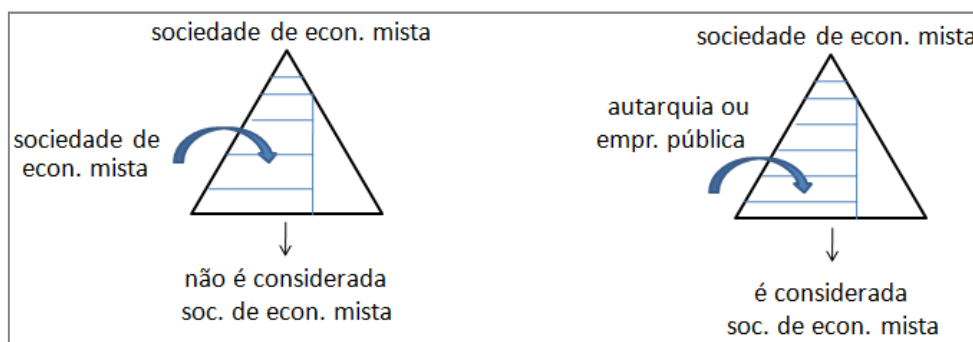 sociedade de econ. mista
sociedade de
econ. mista
não é considerada
soc. de econ. mista
sociedade de econ. mista
autarquia ou
empr. pública
é considerada
soc. de econ. mista